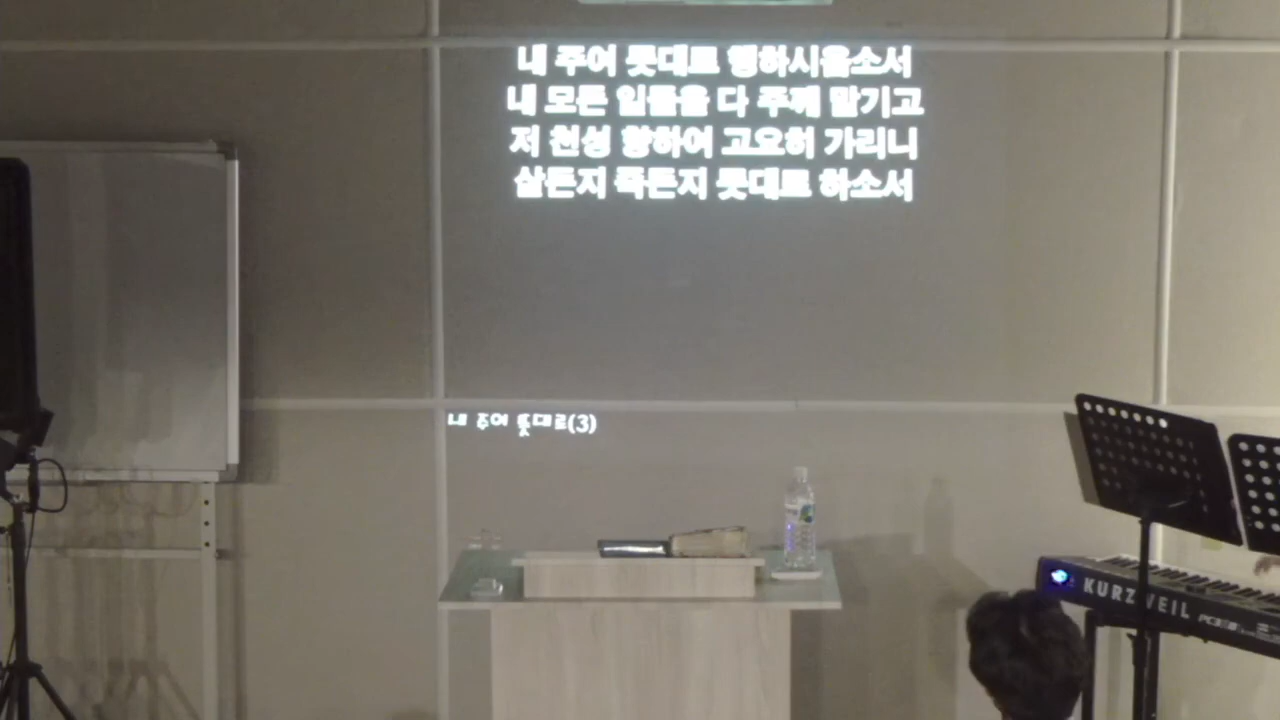 내 주여 뜻대로 행하시옵소서
내 모든 일들을 다 주께 맡기고
저 천성 향하여 고요히 가리니
살든지 죽든지 뜻대로 하소서
내 주여 뜻대로(3)
KURZWEIL